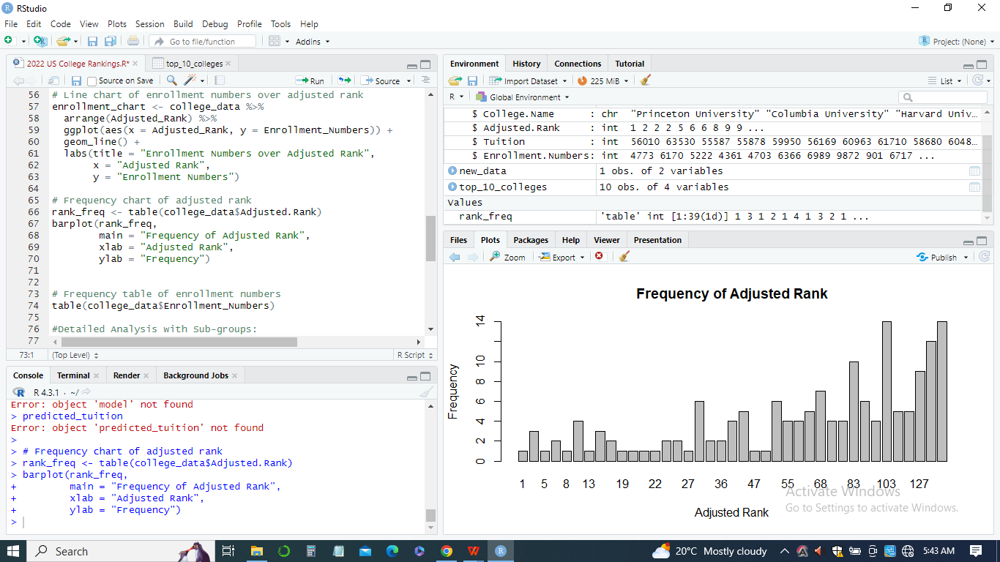 RStudio
File Edit Code View Plots Session Build Debug Profile Tools Help
Go to file/function Addins Project: (None)
2022 US College Rankings.R* top_10_colleges
Source on Save Run Source
56 # Line chart of enrollment numbers over adjusted rank
57 enrollment_chart <- college_data %>%
58 arrange(Adjusted_Rank) %>%
59 ggplot(aes(x = Adjusted_Rank, y = Enrollment_Numbers)) +
60 geom_line() +
61 labs(title = "Enrollment Numbers over Adjusted Rank",
62 x = "Adjusted Rank",
63 y = "Enrollment Numbers")
64
65 # Frequency chart of adjusted rank
66 rank_freq <- table(college_data$Adjusted.Rank)
67 barplot(rank_freq,
68 main = "Frequency of Adjusted Rank",
69 xlab = "Adjusted Rank",
70 ylab = "Frequency")
71
72
73 # Frequency table of enrollment numbers
74 table(college_data$Enrollment_Numbers)
75
76 #Detailed Analysis with Sub-groups:
77
73:1 (Top Level) R Script
Console Terminal Render Background Jobs
R 4.3.1 · ~/
Error: object 'model' not found
> predicted_tuition
Error: object 'predicted_tuition' not found
>
> # Frequency chart of adjusted rank
> rank_freq <- table(college_data$Adjusted.Rank)
> barplot(rank_freq,
+ main = "Frequency of Adjusted Rank",
+ xlab = "Adjusted Rank",
+ ylab = "Frequency")
>
Environment History Connections Tutorial
Import Dataset 225 MiB List
R Global Environment
$ College.Name : chr "Princeton University" "Columbia University" "Harvard Univ...
$ Adjusted.Rank : int 1 2 2 2 5 6 6 8 9 9 ...
$ Tuition : int 56010 63530 55587 55878 59950 56169 60963 61710 58680 6048...
$ Enrollment.Numbers: int 4773 6170 5222 4361 4703 6366 6989 9872 901 6717 ...
new_data 1 obs. of 2 variables
top_10_colleges 10 obs. of 4 variables
Values
rank_freq 'table' int [1:39(1d)] 1 3 1 2 1 4 1 3 2 1 ...
Files Plots Packages Help Viewer Presentation
Zoom Export Publish
Frequency of Adjusted Rank
14
10
8
6
4
2
0
Frequency
1 5 8 13 19 22 27 36 47 55 68 83 103 127
Adjusted Rank
Activate Windows
Go to Settings to activate Windows.
Search 20°C Mostly cloudy 5:43 AM